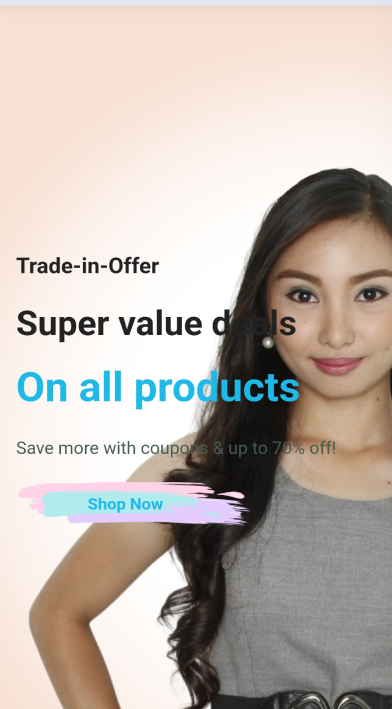 Trade-in-Offer
Super value deals
On all products
Save more with coupons & up to 70% off!
Shop Now